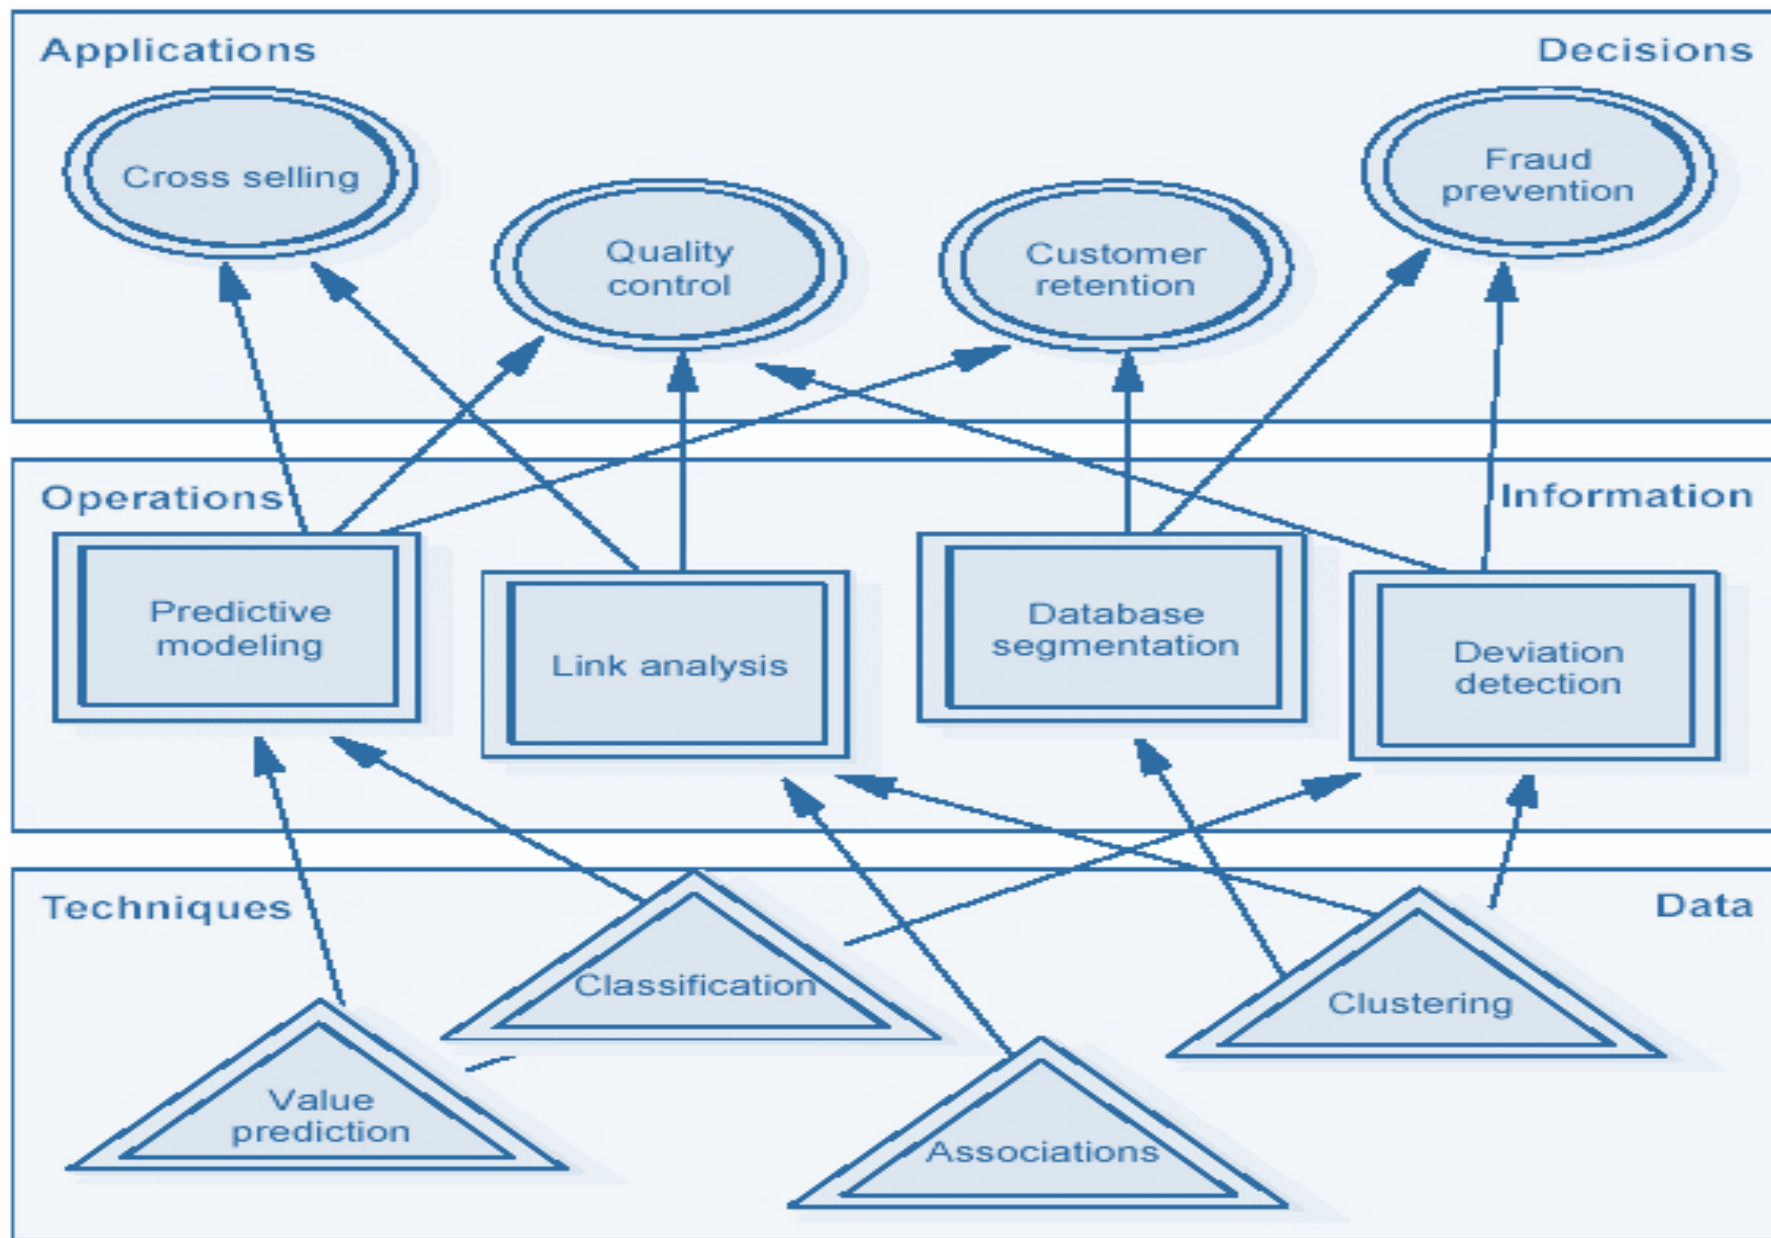 Applications
Decisions
Cross selling
Fraud
prevention
Quality
control
Customer
retention
Operations
Information
Predictive
modeling
Link analysis
Database
segmentation
Deviation
detection
Techniques
Data
Classification
Clustering
Value
prediction
Associations